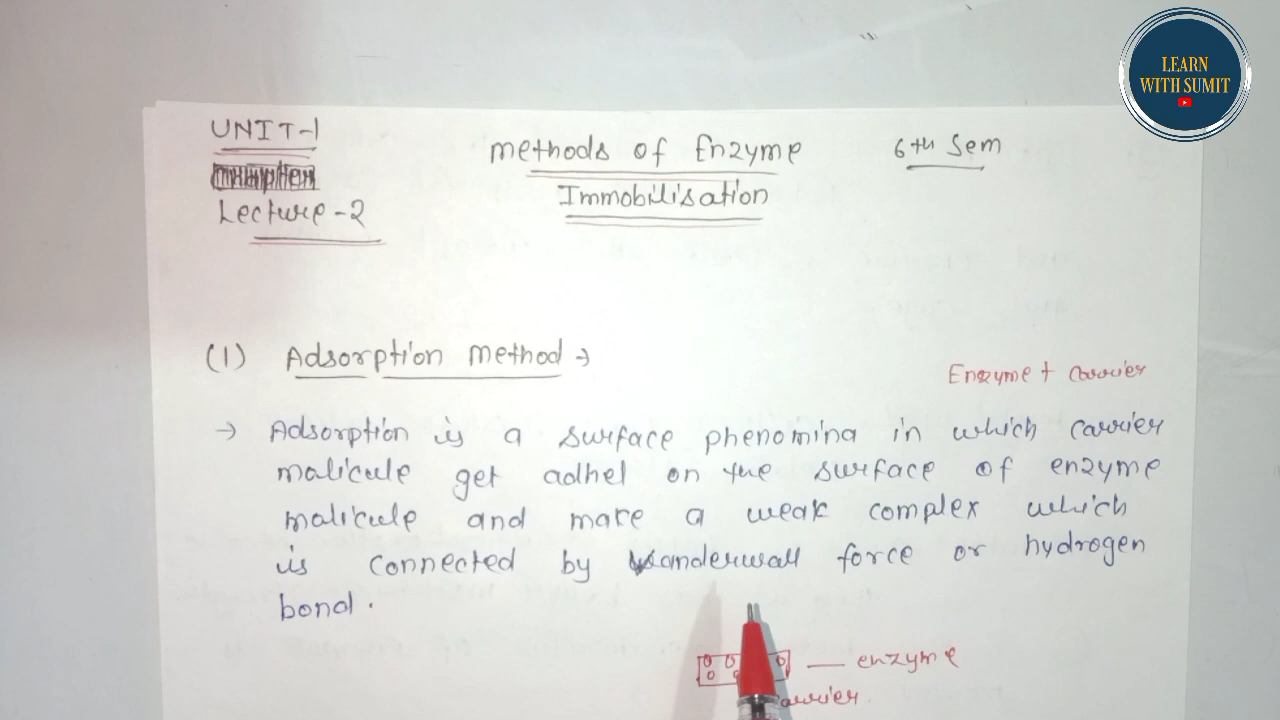 LEARN
WITH SUMIT
UNIT-1
Lecture-2
methods of Enzyme
Immobilisation
6th Sem
(1) Adsorption method →
Enzyme + carrier
→ Adsorption is a surface phenomina in which carrier
malicule get adhel on the surface of enzyme
malicule and make a weak complex which
is connected by vanderwall force or hydrogen
bond.
— enzyme
arrier.